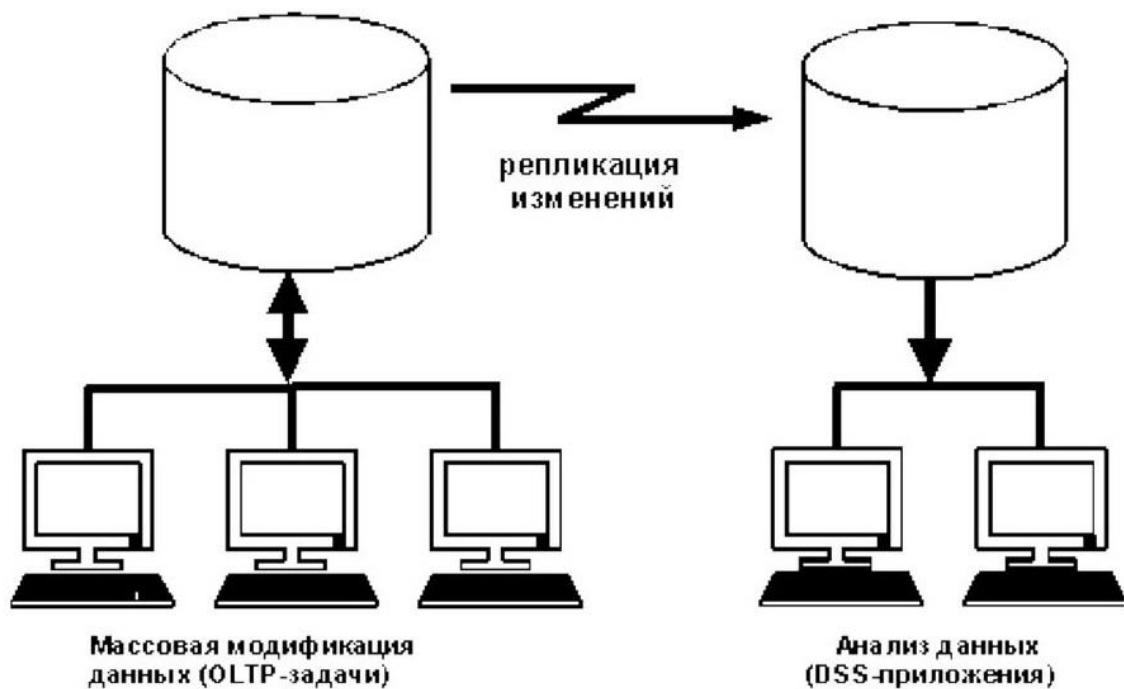 репликация
изменений
Массовая модификация
данных (OLTP-задачи)
Анализ данных
(DSS-приложения)